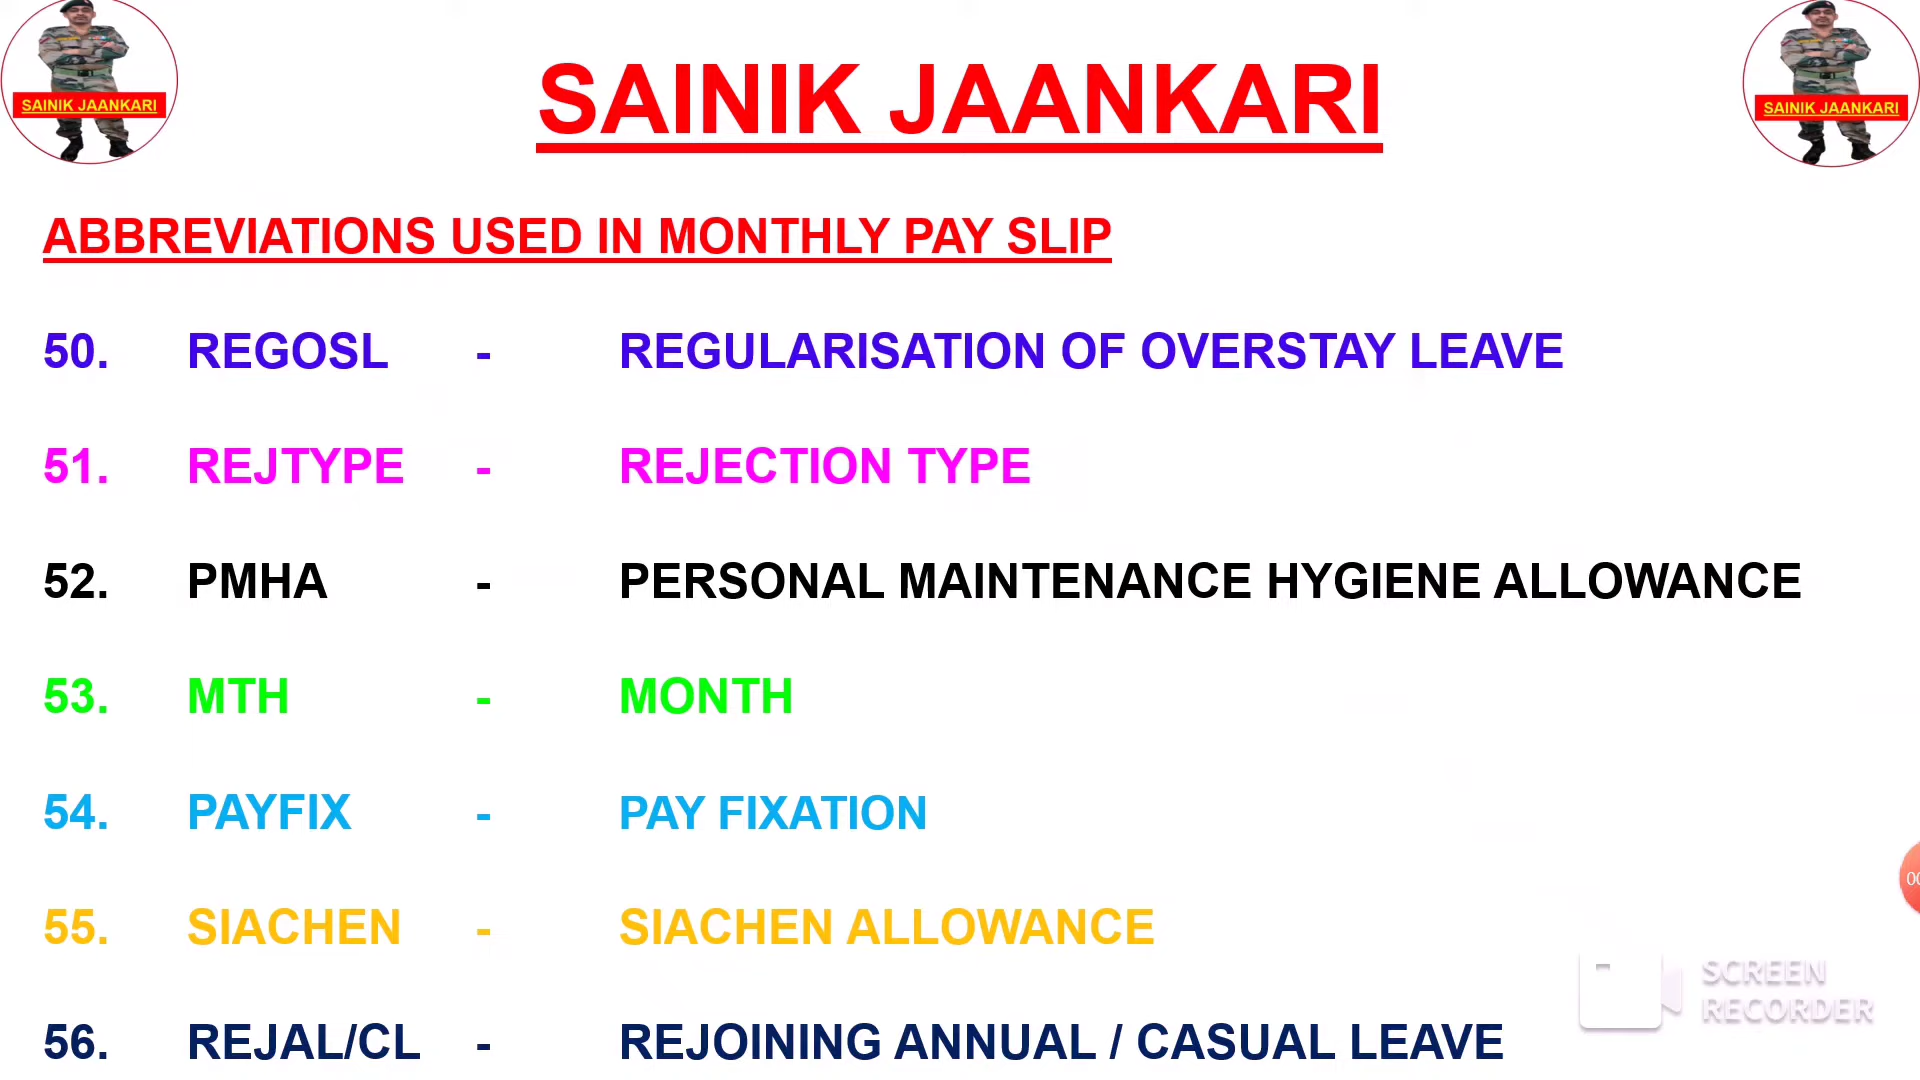 SAINIK JAANKARI
SAINIK JAANKARI
SAINIK JAANKARI
ABBREVIATIONS USED IN MONTHLY PAY SLIP
50. REGOSL - REGULARISATION OF OVERSTAY LEAVE
51. REJTYPE - REJECTION TYPE
52. PMHA - PERSONAL MAINTENANCE HYGIENE ALLOWANCE
53. MTH - MONTH
54. PAYFIX - PAY FIXATION
55. SIACHEN - SIACHEN ALLOWANCE
56. REJAL/CL - REJOINING ANNUAL / CASUAL LEAVE
SCREEN
RECORDER